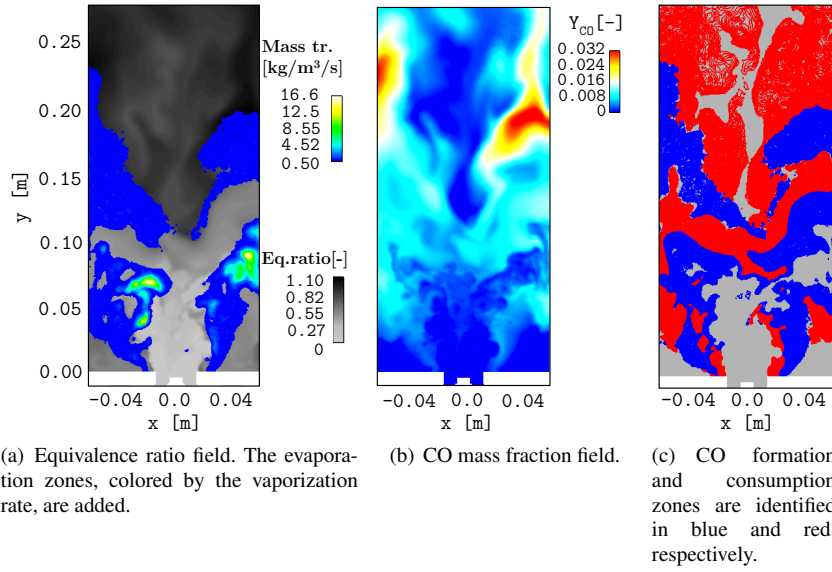 0.25
0.20
0.15
0.10
0.05
0.00
y [m]
Mass tr.
[kg/m³/s]
16.6
12.5
8.55
4.52
0.50
Eq.ratio[-]
1.10
0.82
0.55
0.27
0
-0.04 0.0 0.04
x [m]
Y_CO[-]
0.032
0.016
0.008
0
-0.04 0.0 0.04
x [m]
-0.04 0.0 0.04
x [m]
(a) Equivalence ratio field. The evapora-
tion zones, colored by the vaporization
rate, are added.
(b) CO mass fraction field.
(c) CO formation
and consumption
zones are identified
in blue and red,
respectively.